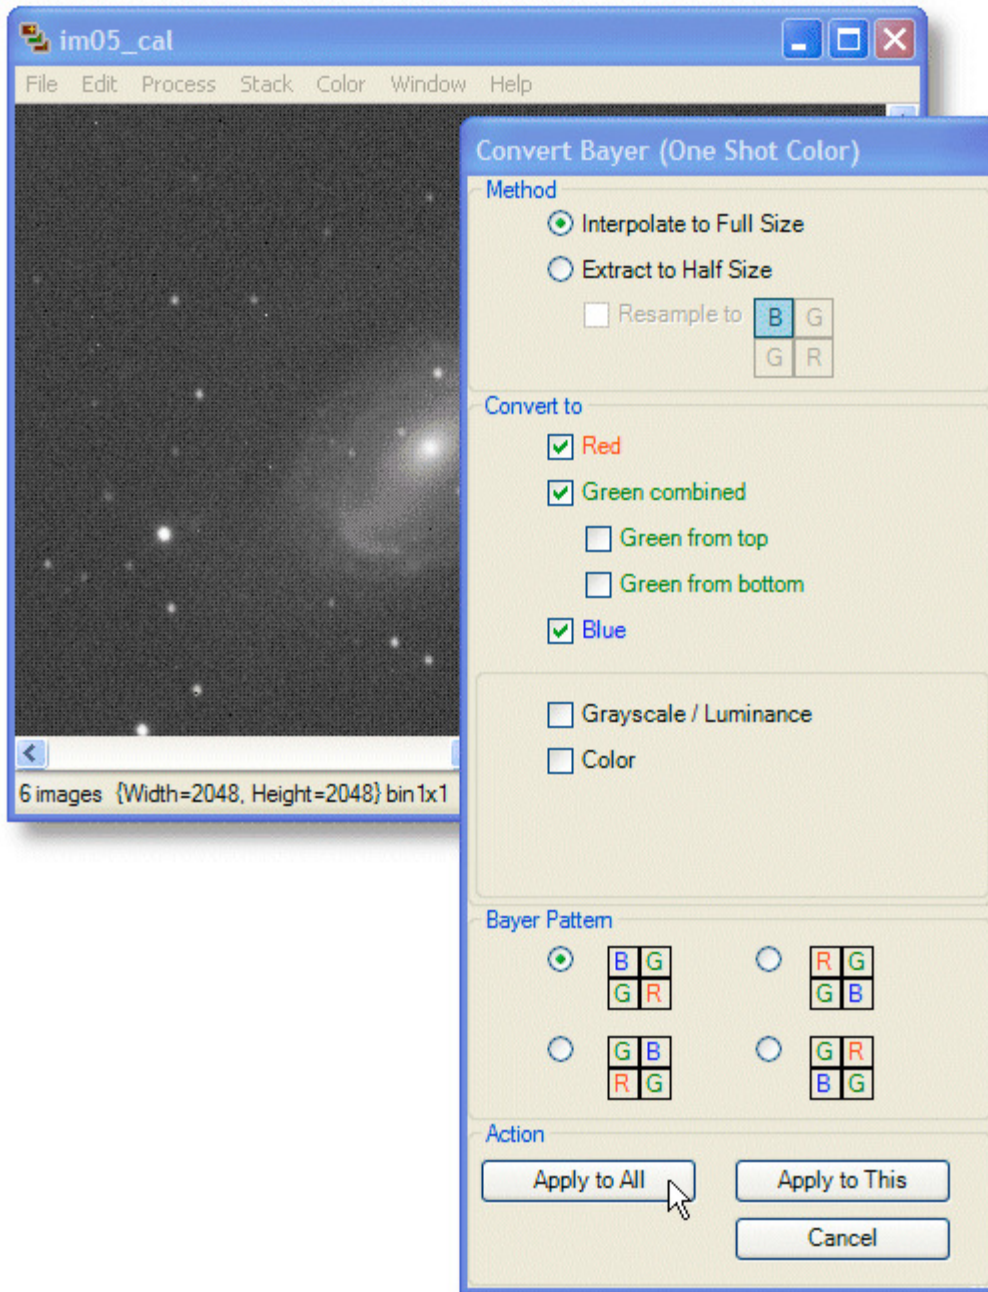 im05_cal
File Edit Process Stack Color Window Help
Convert Bayer (One Shot Color)
Method
Interpolate to Full Size
Extract to Half Size
Resample to B G
G R
Convert to
Red
Green combined
Green from top
Green from bottom
Blue
Grayscale / Luminance
Color
6 images {Width=2048, Height=2048} bin1x1
Bayer Pattern
B G R G
G R G B
G B G R
R G B G
Action
Apply to All Apply to This
Cancel